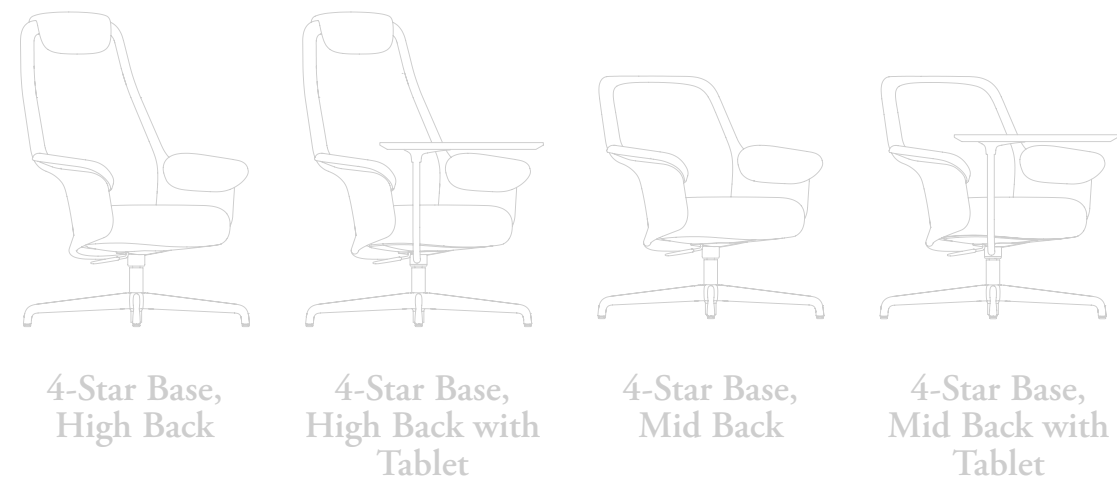 4-Star Base,
High Back
4-Star Base,
High Back with
Tablet
4-Star Base,
Mid Back
4-Star Base,
Mid Back with
Tablet